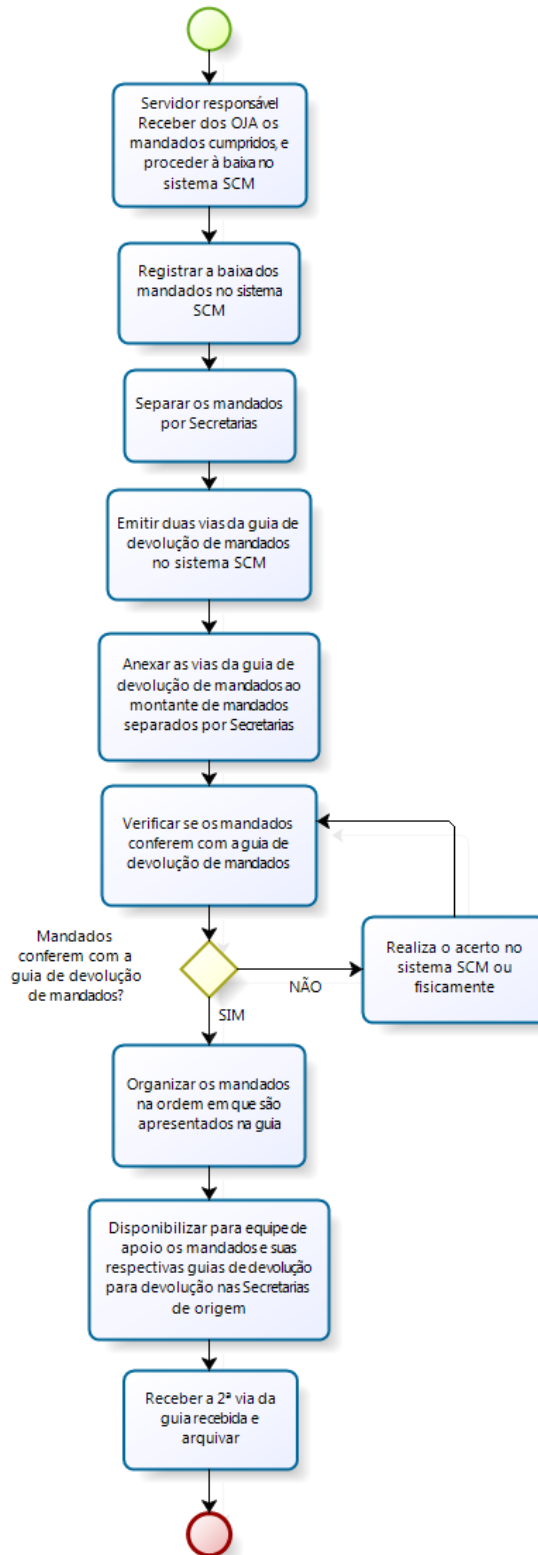 Servidor responsável
Receber dos OJA os
mandados cumpridos, e
proceder à baixa no
sistema SCM
Registrar a baixa dos
mandados no sistema
SCM
Separar os mandados
por Secretarias
Emitir duas vias da guia de
devolução de mandados
no sistema SCM
Anexar as vias da guia de
devolução de mandados ao
montante de mandados
separados por Secretarias
Verificar se os mandados
conferem com a guia de
devolução de mandados
Mandados
conferem com a
guia de devolução
de mandados?
NÃO
Realiza o acerto no
sistema SCM ou
fisicamente
SIM
Organizar os mandados
na ordem em que são
apresentados na guia
Disponibilizar para equipe de
apoio os mandados e suas
respectivas guias de devolução
para devolução nas Secretarias
de origem
Receber a 2ª via da
guia recebida e
arquivar